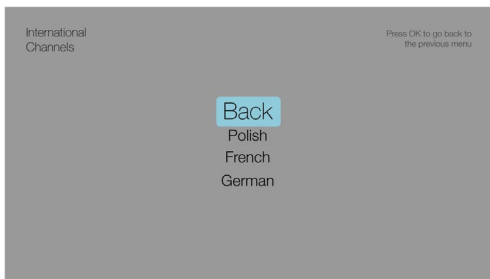 International
Channels
Press OK to go back to
the previous menu
Back
Polish
French
German